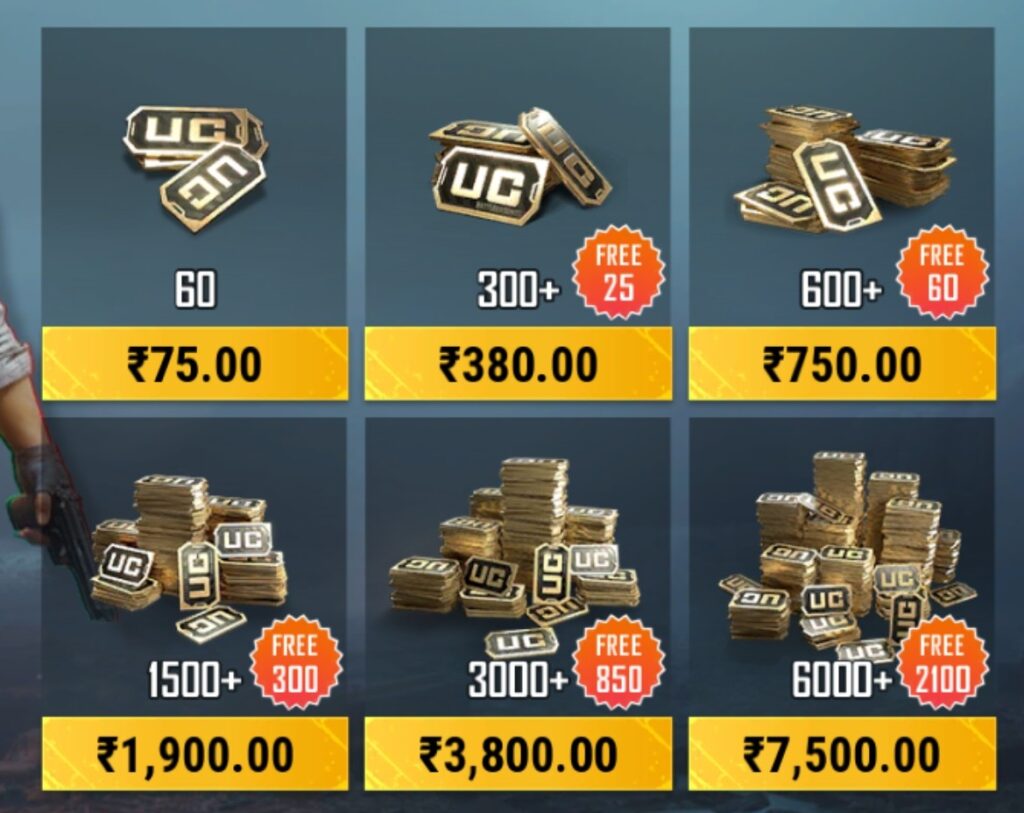 UC
60
₹75.00
UC
300+
FREE
25
₹380.00
UC
600+
FREE
60
₹750.00
UC
UC
UC
1500+
FREE
300
₹1,900.00
UC
UC
UC
UC
3000+
FREE
850
₹3,800.00
UC
UC
UC
UC
6000+
FREE
2100
₹7,500.00